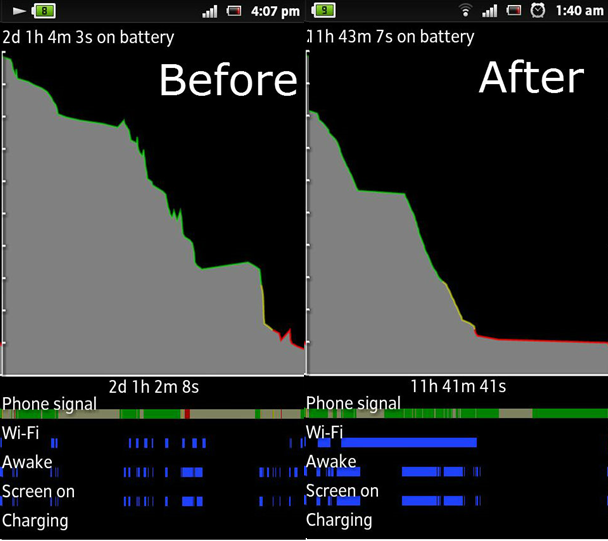 8 4:07 pm
2d 1h 4m 3s on battery
Before
2d 1h 2m 8s
Phone signal
Wi-Fi
Awake
Screen on
Charging
9 1:40 am
11h 43m 7s on battery
After
11h 41m 41s
Phone signal
Wi-Fi
Awake
Screen on
Charging